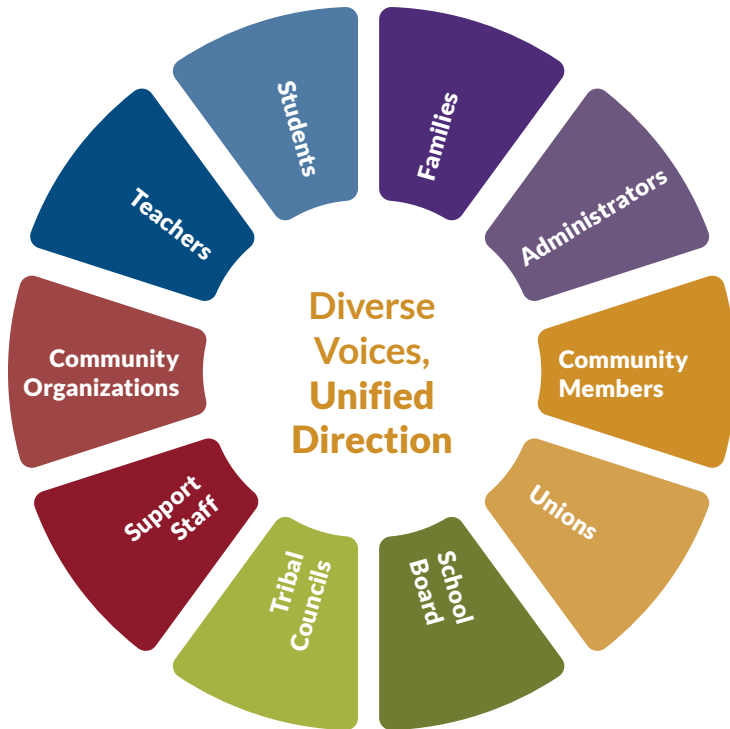 Students
Families
Administrators
Community
Members
Unions
School
Board
Tribal
Councils
Support
Staff
Community
Organizations
Teachers
Diverse
Voices,
Unified
Direction